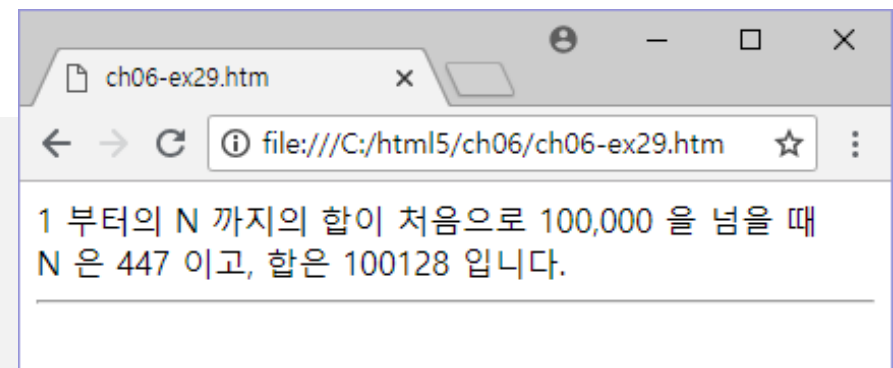 ch06-ex29.htm
file:///C:/html5/ch06/ch06-ex29.htm
1 부터의 N 까지의 합이 처음으로 100,000 을 넘을 때
N 은 447 이고, 합은 100128 입니다.